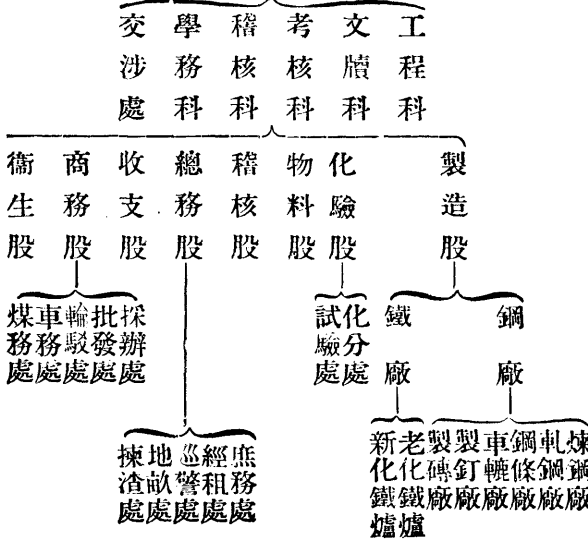 工程科
文牘科
考核科
稽核科
學務科
交涉處
製造股
化驗股
物料股
稽核股
總務股
收支股
商務股
衞生股
鋼廠
鐵廠
化分處
試驗處
採辦處
批發處
輪駁處
車務處
煤務處
煉鋼廠
軋鋼廠
鋼條廠
車轆廠
製釘廠
製磚廠
老化鐵爐
新化鐵爐
庶務處
經租處
巡警處
地畝處
揀渣處